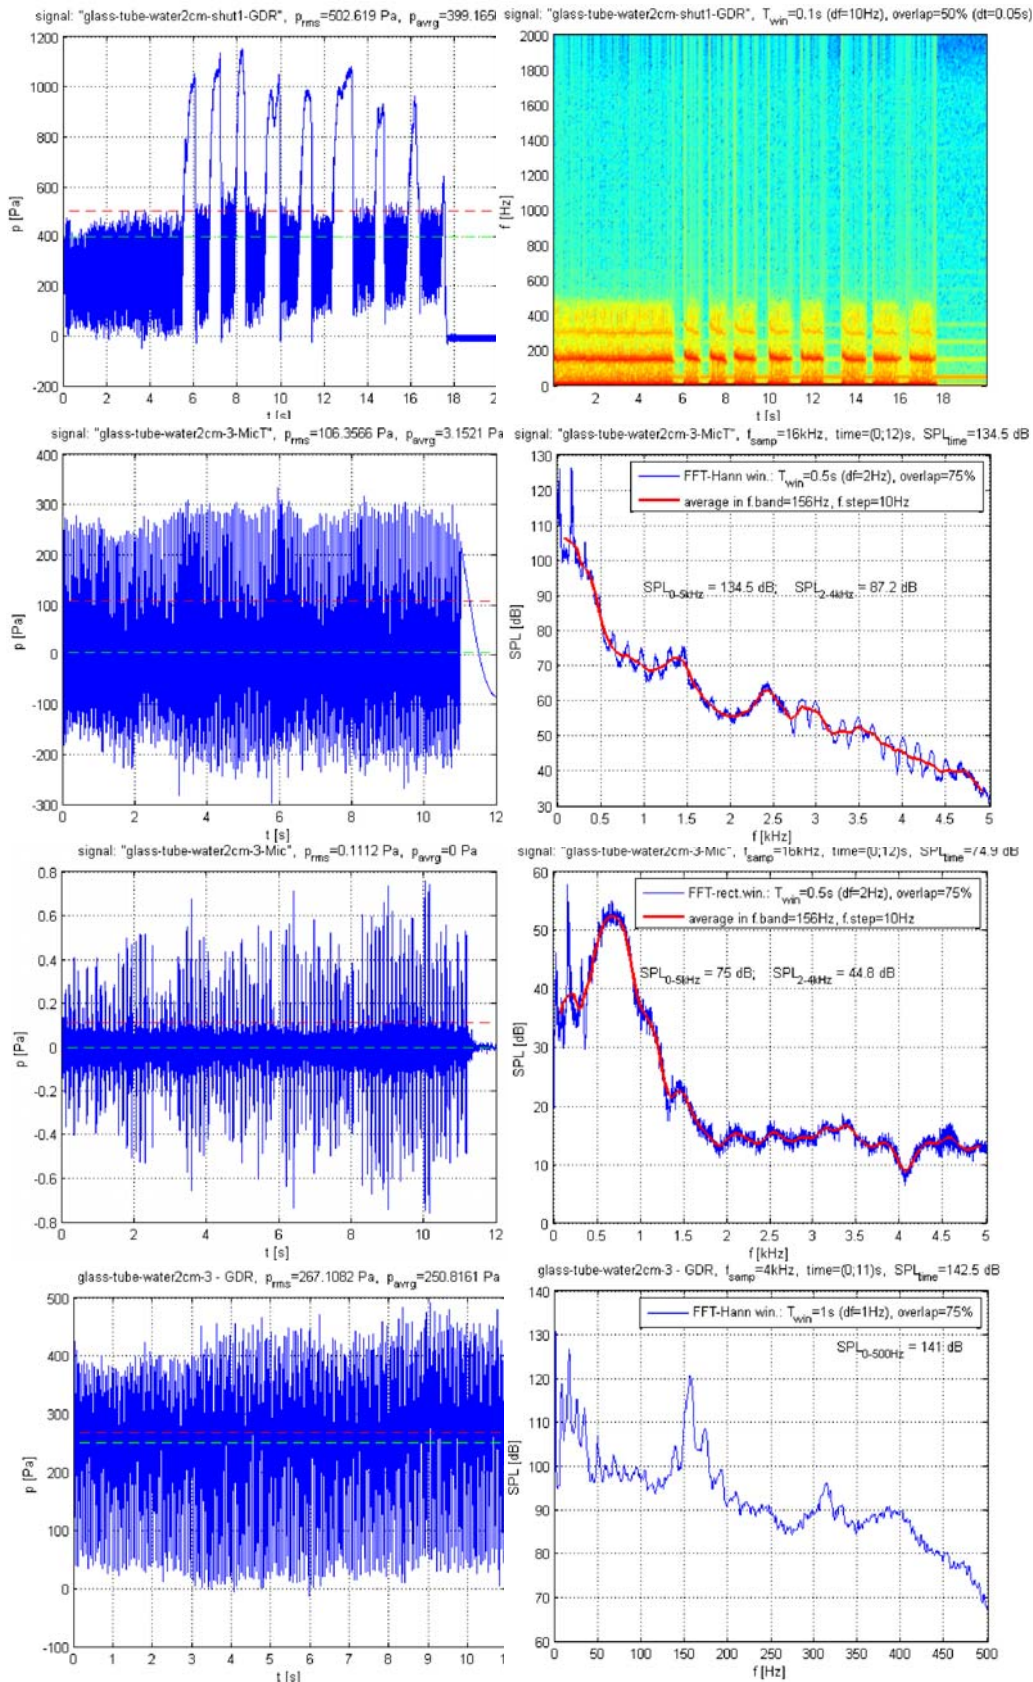 signal: "glass-tube-water2cm-shut1-GDR", p_rms=502.619 Pa, p_avrg=399.165
1200
1000
800
600
400
200
0
-200
p [Pa]
0 2 4 6 8 10 12 14 16 18 2
t [s]
signal: "glass-tube-water2cm-shut1-GDR", T_win=0.1s (df=10Hz), overlap=50% (dt=0.05s)
2000
1800
1600
1400
1200
1000
800
600
400
200
0
f [Hz]
0 2 4 6 8 10 12 14 16 18
t [s]
signal: "glass-tube-water2cm-3-MicT", p_rms=106.3566 Pa, p_avrg=3.1521 Pa
400
300
200
100
0
-100
-200
-300
p [Pa]
0 2 4 6 8 10 12
t [s]
signal: "glass-tube-water2cm-3-MicT", f_samp=16kHz, time=(0;12)s, SPL_time=134.5 dB
FFT-Hann win.: T_win=0.5s (df=2Hz), overlap=75%
average in f.band=156Hz, f.step=10Hz
SPL_0-5kHz = 134.5 dB; SPL_2-4kHz = 87.2 dB
130
120
110
100
90
80
70
60
50
40
30
SPL [dB]
0 0.5 1 1.5 2 2.5 3 3.5 4 4.5 5
f [kHz]
signal: "glass-tube-water2cm-3-Mic", p_rms=0.1112 Pa, p_avrg=0 Pa
0.8
0.6
0.4
0.2
0
-0.2
-0.4
-0.6
-0.8
p [Pa]
0 2 4 6 8 10 12
t [s]
signal: "glass-tube-water2cm-3-Mic", f_samp=16kHz, time=(0;12)s, SPL_time=74.9 dB
FFT-rect.win.: T_win=0.5s (df=2Hz), overlap=75%
average in f.band=156Hz, f.step=10Hz
SPL_0-5kHz = 75 dB; SPL_2-4kHz = 44.8 dB
60
50
40
30
20
10
0
SPL [dB]
0 0.5 1 1.5 2 2.5 3 3.5 4 4.5 5
f [kHz]
glass-tube-water2cm-3 - GDR, p_rms=267.1082 Pa, p_avrg=250.8161 Pa
500
400
300
200
100
0
-100
p [Pa]
0 1 2 3 4 5 6 7 8 9 10 11
t [s]
glass-tube-water2cm-3 - GDR, f_samp=4kHz, time=(0;11)s, SPL_time=142.5 dB
FFT-Hann win.: T_win=1s (df=1Hz), overlap=75%
SPL_0-500Hz = 141 dB
140
130
120
110
100
90
80
70
60
SPL [dB]
0 50 100 150 200 250 300 350 400 450 500
f [Hz]